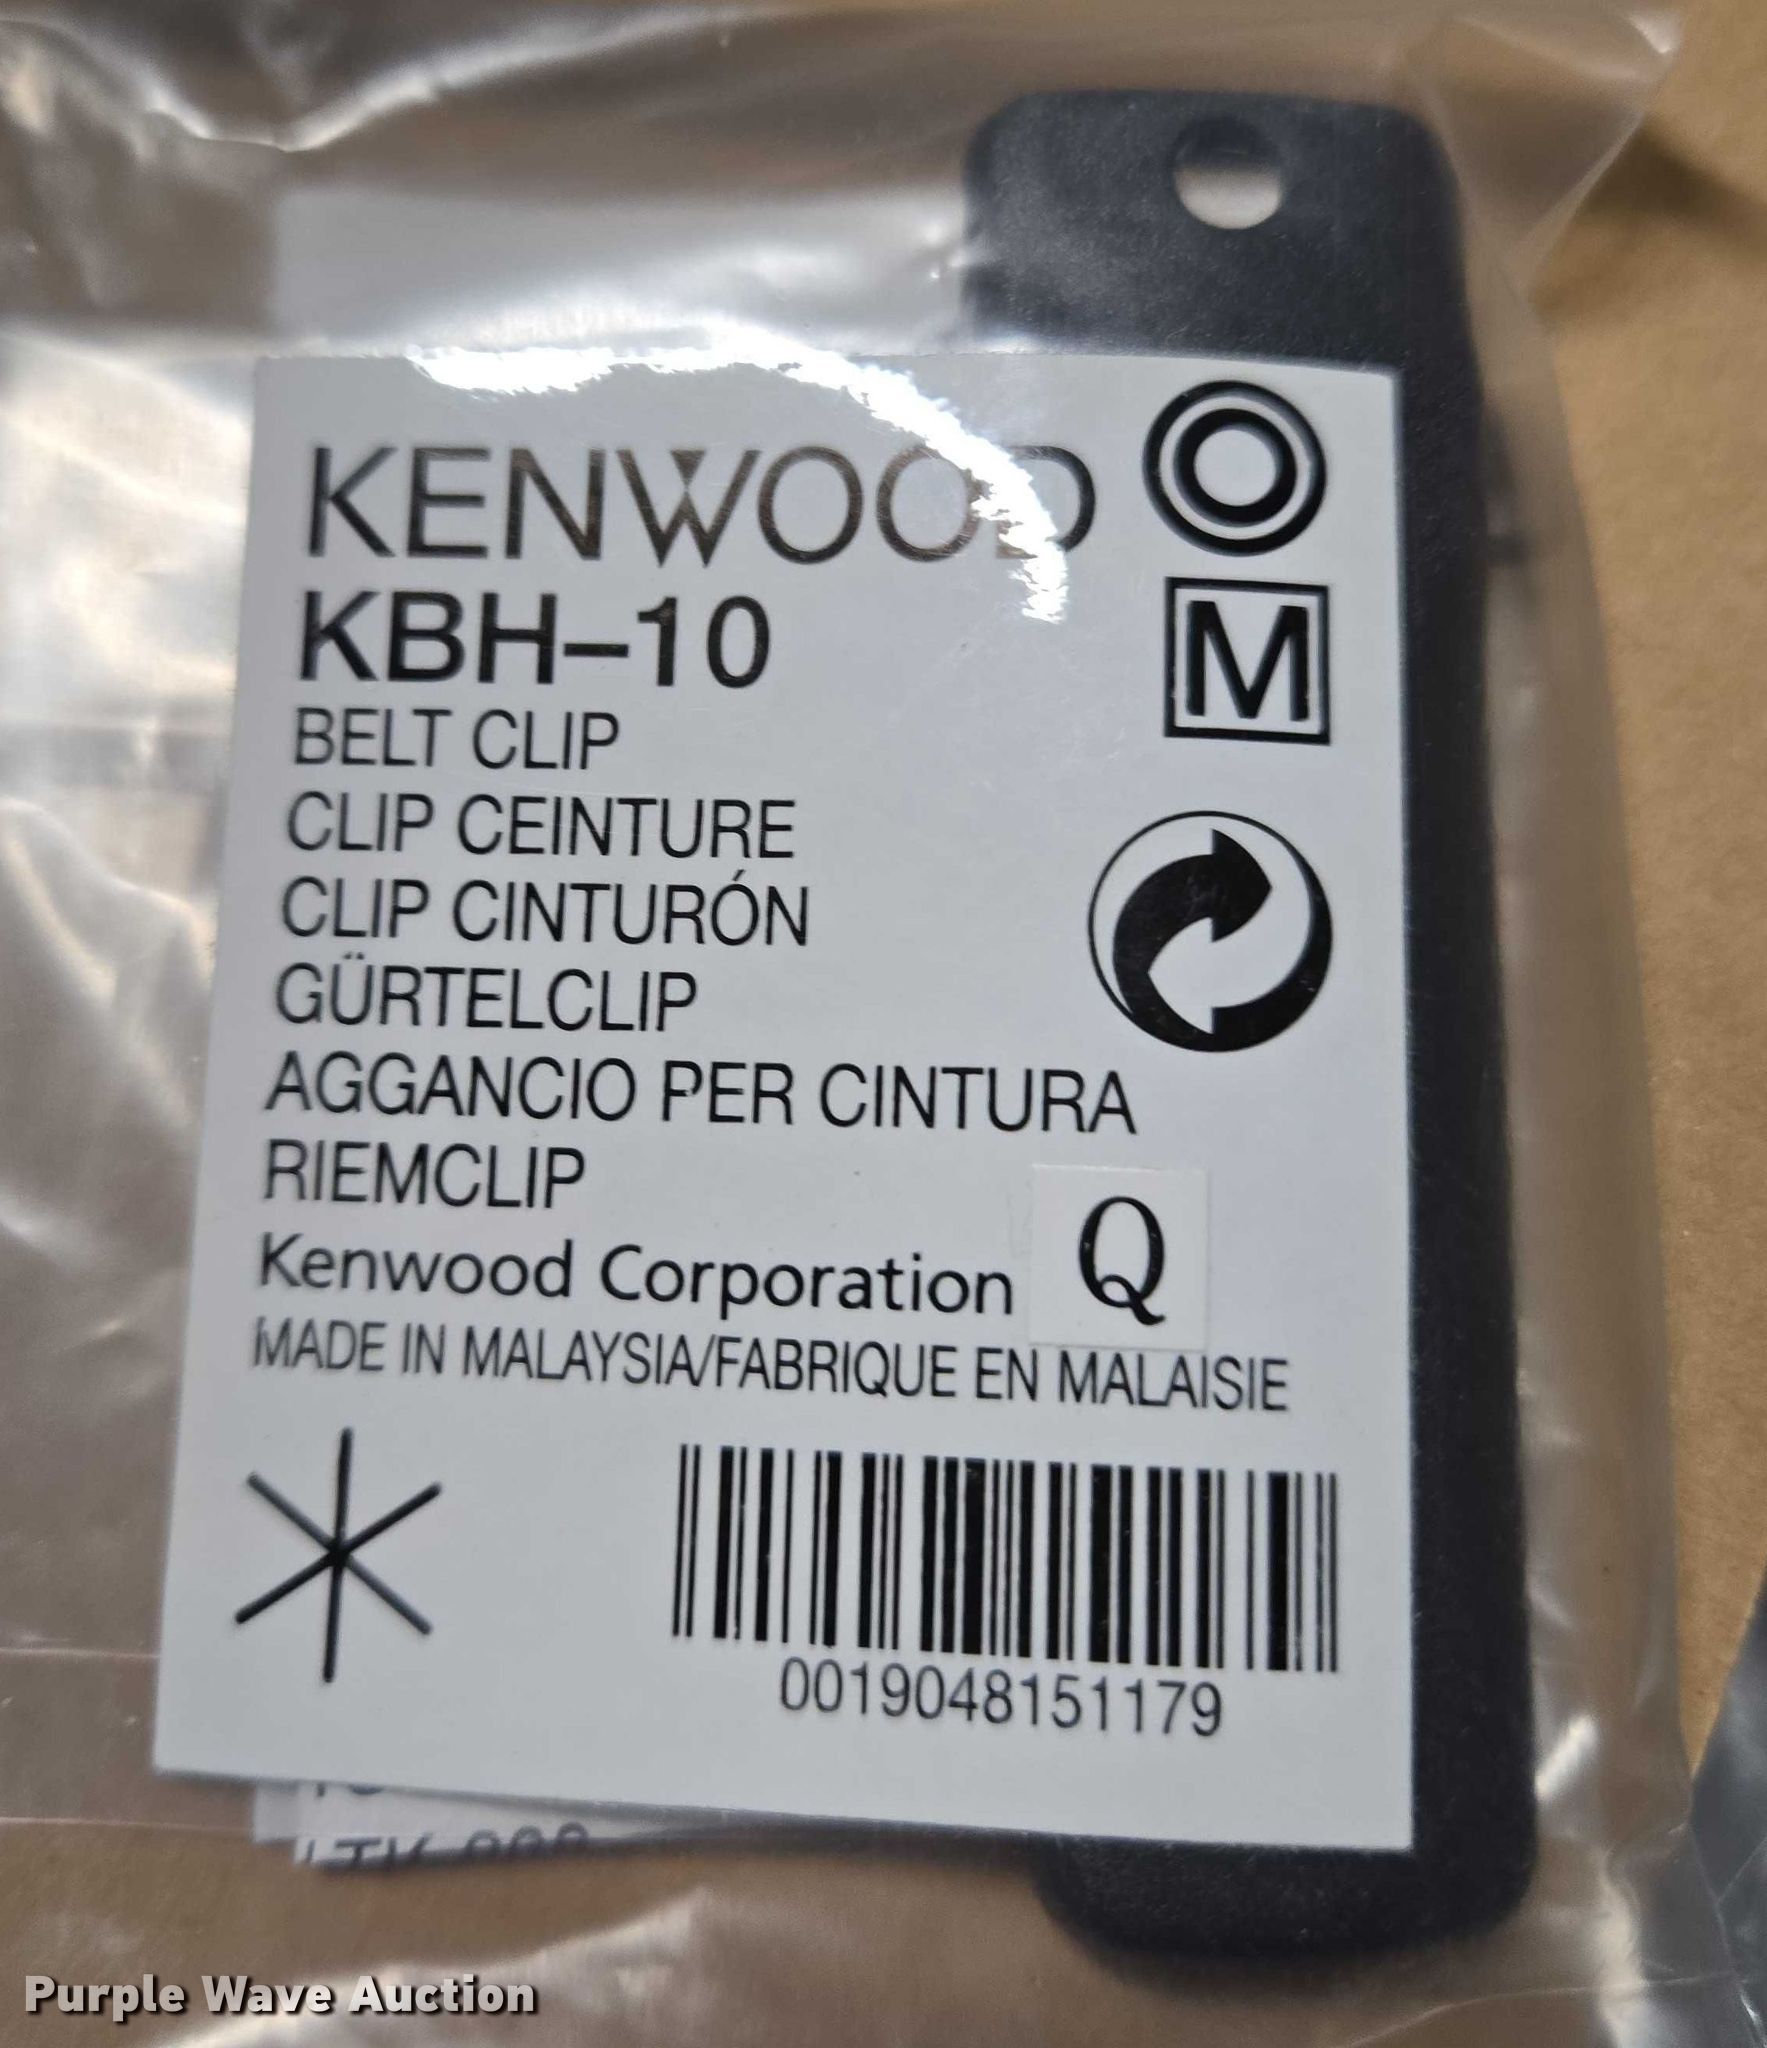 KENWOOD
M
KBH-10
BELT CLIP
CLIP CEINTURE
CLIP CINTURÓN
GÜRTELCLIP
AGGANCIO PER CINTURA
RIEMCLIP
Kenwood Corporation Q
MADE IN MALAYSIA/FABRIQUE EN MALAISIE
0019048151179
Purple Wave Auction